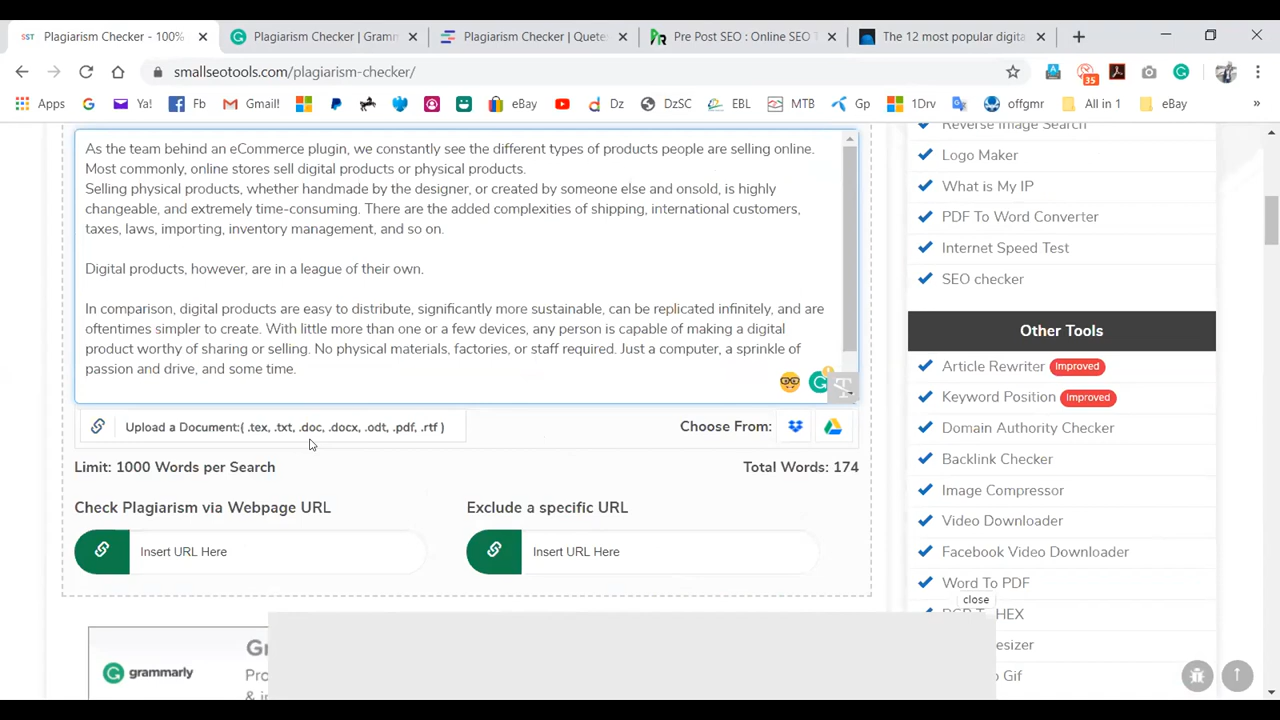 SST Plagiarism Checker - 100%
Plagiarism Checker | Gramm
Plagiarism Checker | Quete
Pre Post SEO : Online SEO T
The 12 most popular digita
smallseotools.com/plagiarism-checker/
35
Apps
Ya!
Fb
Gmail!
eBay
Dz
DzSC
EBL
MTB
Gp
1Drv
offgmr
All in 1
eBay
As the team behind an eCommerce plugin, we constantly see the different types of products people are selling online.
Most commonly, online stores sell digital products or physical products.
Selling physical products, whether handmade by the designer, or created by someone else and onsold, is highly
changeable, and extremely time-consuming. There are the added complexities of shipping, international customers,
taxes, laws, importing, inventory management, and so on.
Digital products, however, are in a league of their own.
In comparison, digital products are easy to distribute, significantly more sustainable, can be replicated infinitely, and are
oftentimes simpler to create. With little more than one or a few devices, any person is capable of making a digital
product worthy of sharing or selling. No physical materials, factories, or staff required. Just a computer, a sprinkle of
passion and drive, and some time.
Upload a Document:( .tex, .txt, .doc, .docx, .odt, .pdf, .rtf )
Choose From:
Limit: 1000 Words per Search
Total Words: 174
Check Plagiarism via Webpage URL
Exclude a specific URL
Insert URL Here
Insert URL Here
grammarly
Reverse Image Search
Logo Maker
What is My IP
PDF To Word Converter
Internet Speed Test
SEO checker
Other Tools
Article Rewriter Improved
Keyword Position Improved
Domain Authority Checker
Backlink Checker
Image Compressor
Video Downloader
Facebook Video Downloader
Word To PDF
close
HEX
Gif